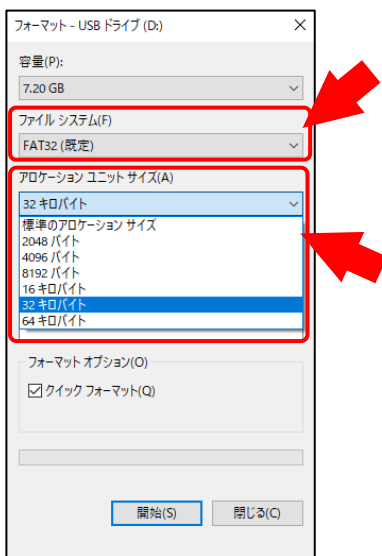 フォーマット - USB ドライブ (D:)
容量(P):
7.20 GB
ファイル システム(F)
FAT32 (既定)
アロケーション ユニット サイズ(A)
32 キロバイト
標準のアロケーション サイズ
2048 バイト
4096 バイト
8192 バイト
16 キロバイト
32 キロバイト
64 キロバイト
フォーマット オプション(O)
クイック フォーマット(Q)
開始(S) 閉じる(C)